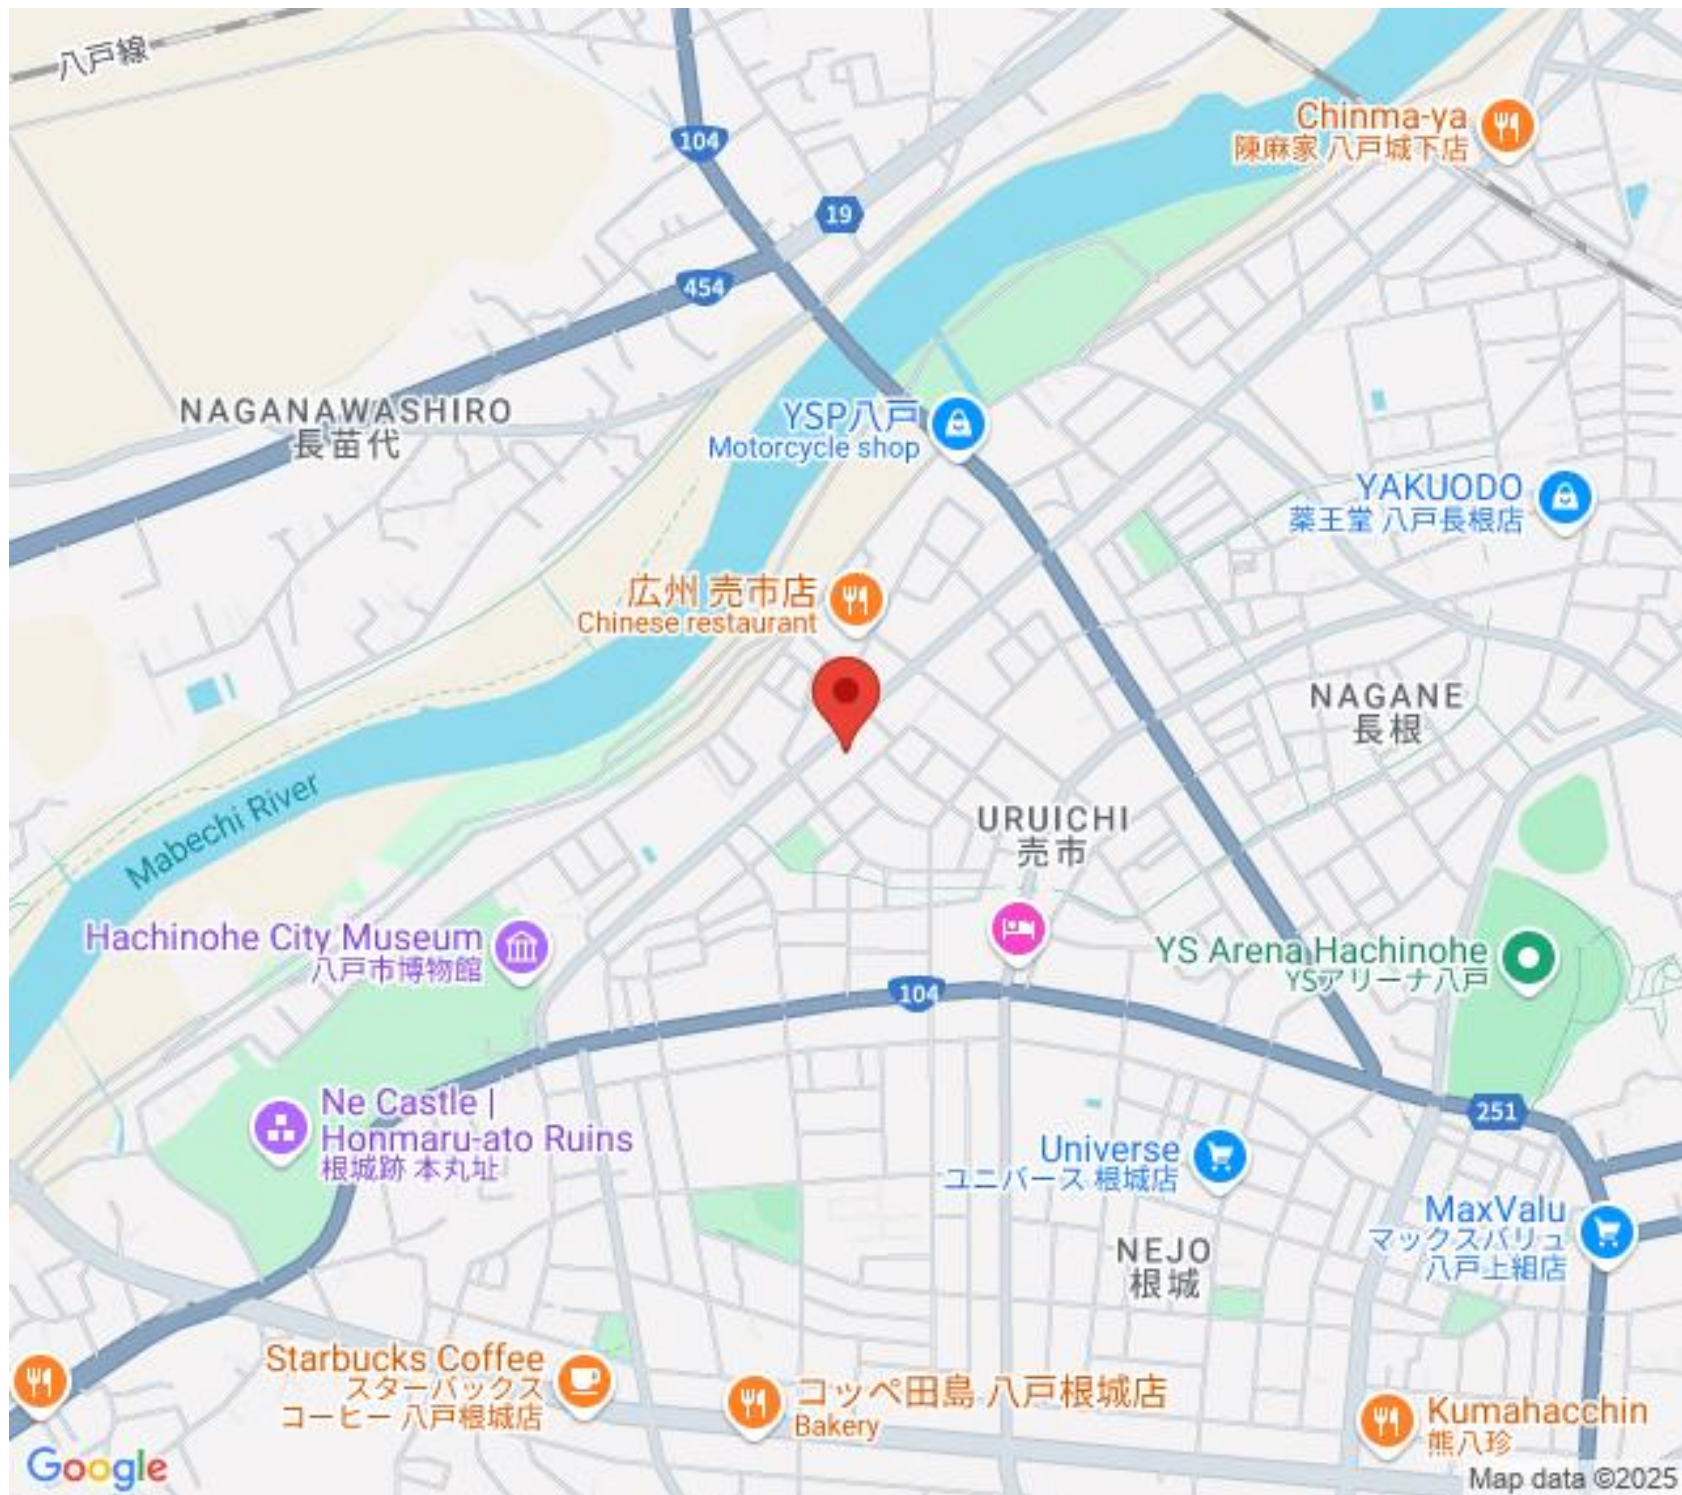 八戸線
Chinma-ya
陳麻家 八戸城下店
104
19
454
NAGANAWASHIRO
長苗代
YSP八戸
Motorcycle shop
YAKUODO
薬王堂 八戸長根店
広州 売市店
Chinese restaurant
NAGANE
長根
Mabechi River
URUICHI
売市
Hachinohe City Museum
八戸市博物館
YS Arena Hachinohe
YSアリーナ八戸
104
Ne Castle |
Honmaru-ato Ruins
根城跡 本丸址
251
Universe
ユニバース 根城店
MaxValu
マックスバリュ
八戸上組店
NEJO
根城
Starbucks Coffee
スターバックス
コーヒー 八戸根城店
コッペ田島 八戸根城店
Bakery
Kumahacchin
熊八珍
Google
Map data ©2025